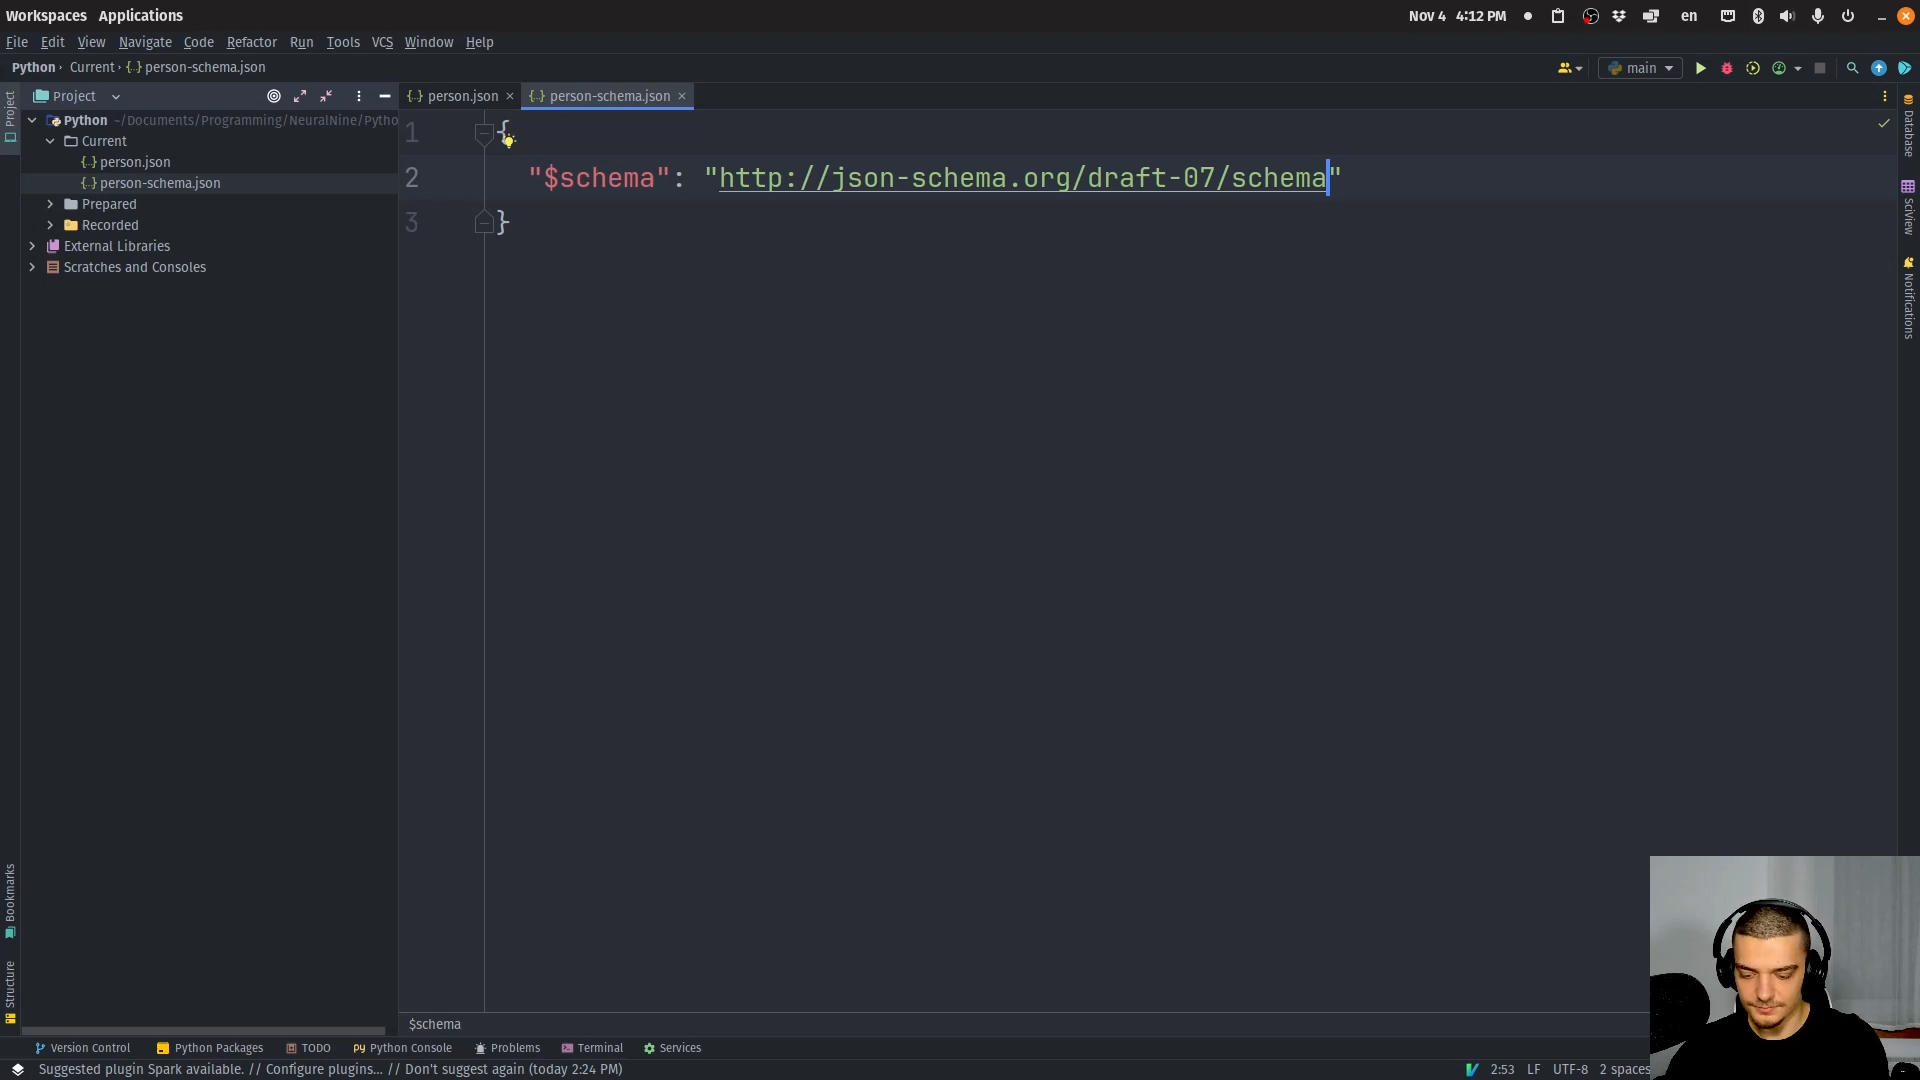 Workspaces Applications
Nov 4 4:12 PM en
File Edit View Navigate Code Refactor Run Tools VCS Window Help
Python Current person-schema.json
main
Project
person.json
person-schema.json
Project
Python ~/Documents/Programming/NeuralNine/Pytho
Current
person.json
person-schema.json
Prepared
Recorded
External Libraries
Scratches and Consoles
1 {
2 "$schema": "http://json-schema.org/draft-07/schema"
3 }
Database
SciView
Notifications
Bookmarks
Structure
$schema
Version Control Python Packages TODO Python Console Problems Terminal Services
Suggested plugin Spark available. // Configure plugins... // Don't suggest again (today 2:24 PM)
2:53 LF UTF-8 2 spaces